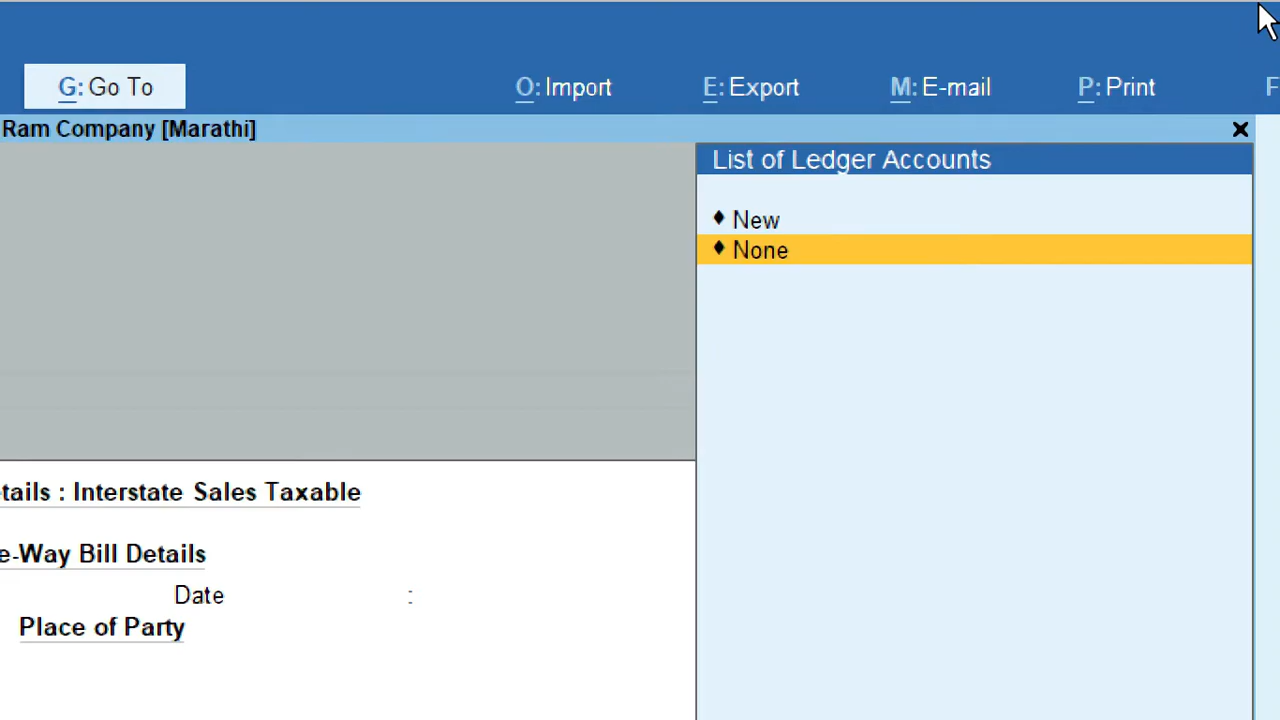 G: Go To O: Import E: Export M: E-mail P: Print F
Ram Company [Marathi]
List of Ledger Accounts
New
None
tails : Interstate Sales Taxable
e-Way Bill Details
Date :
Place of Party